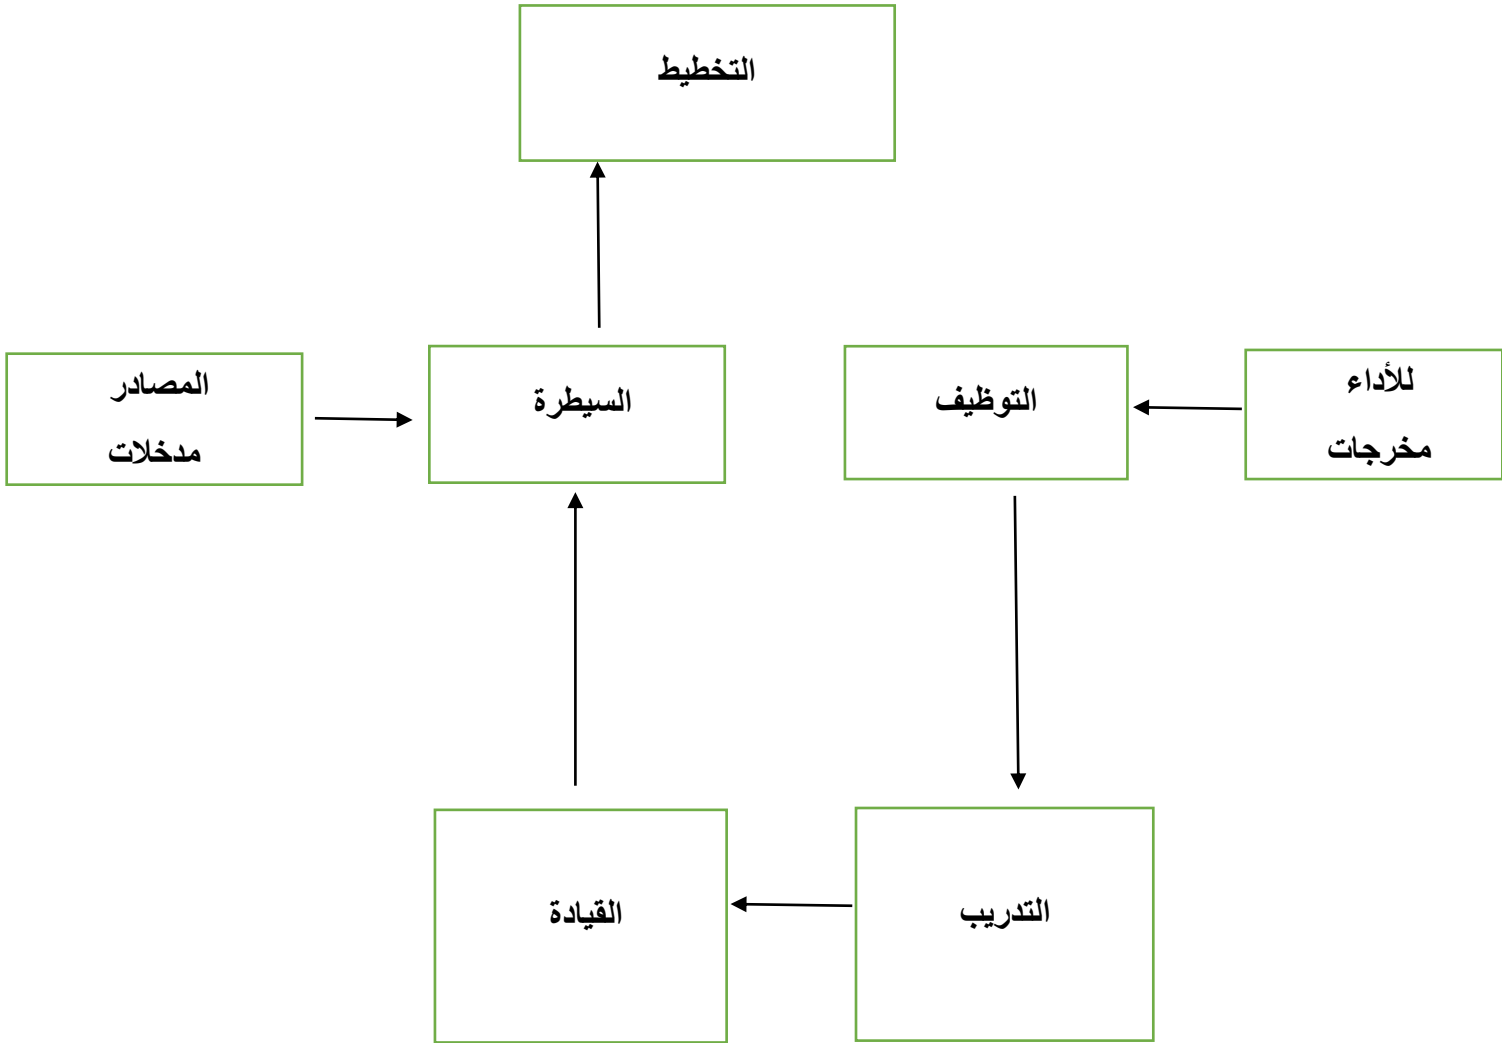 التخطيط
للأداء
مخرجات
التوظيف
السيطرة
المصادر
مدخلات
التدريب
القيادة